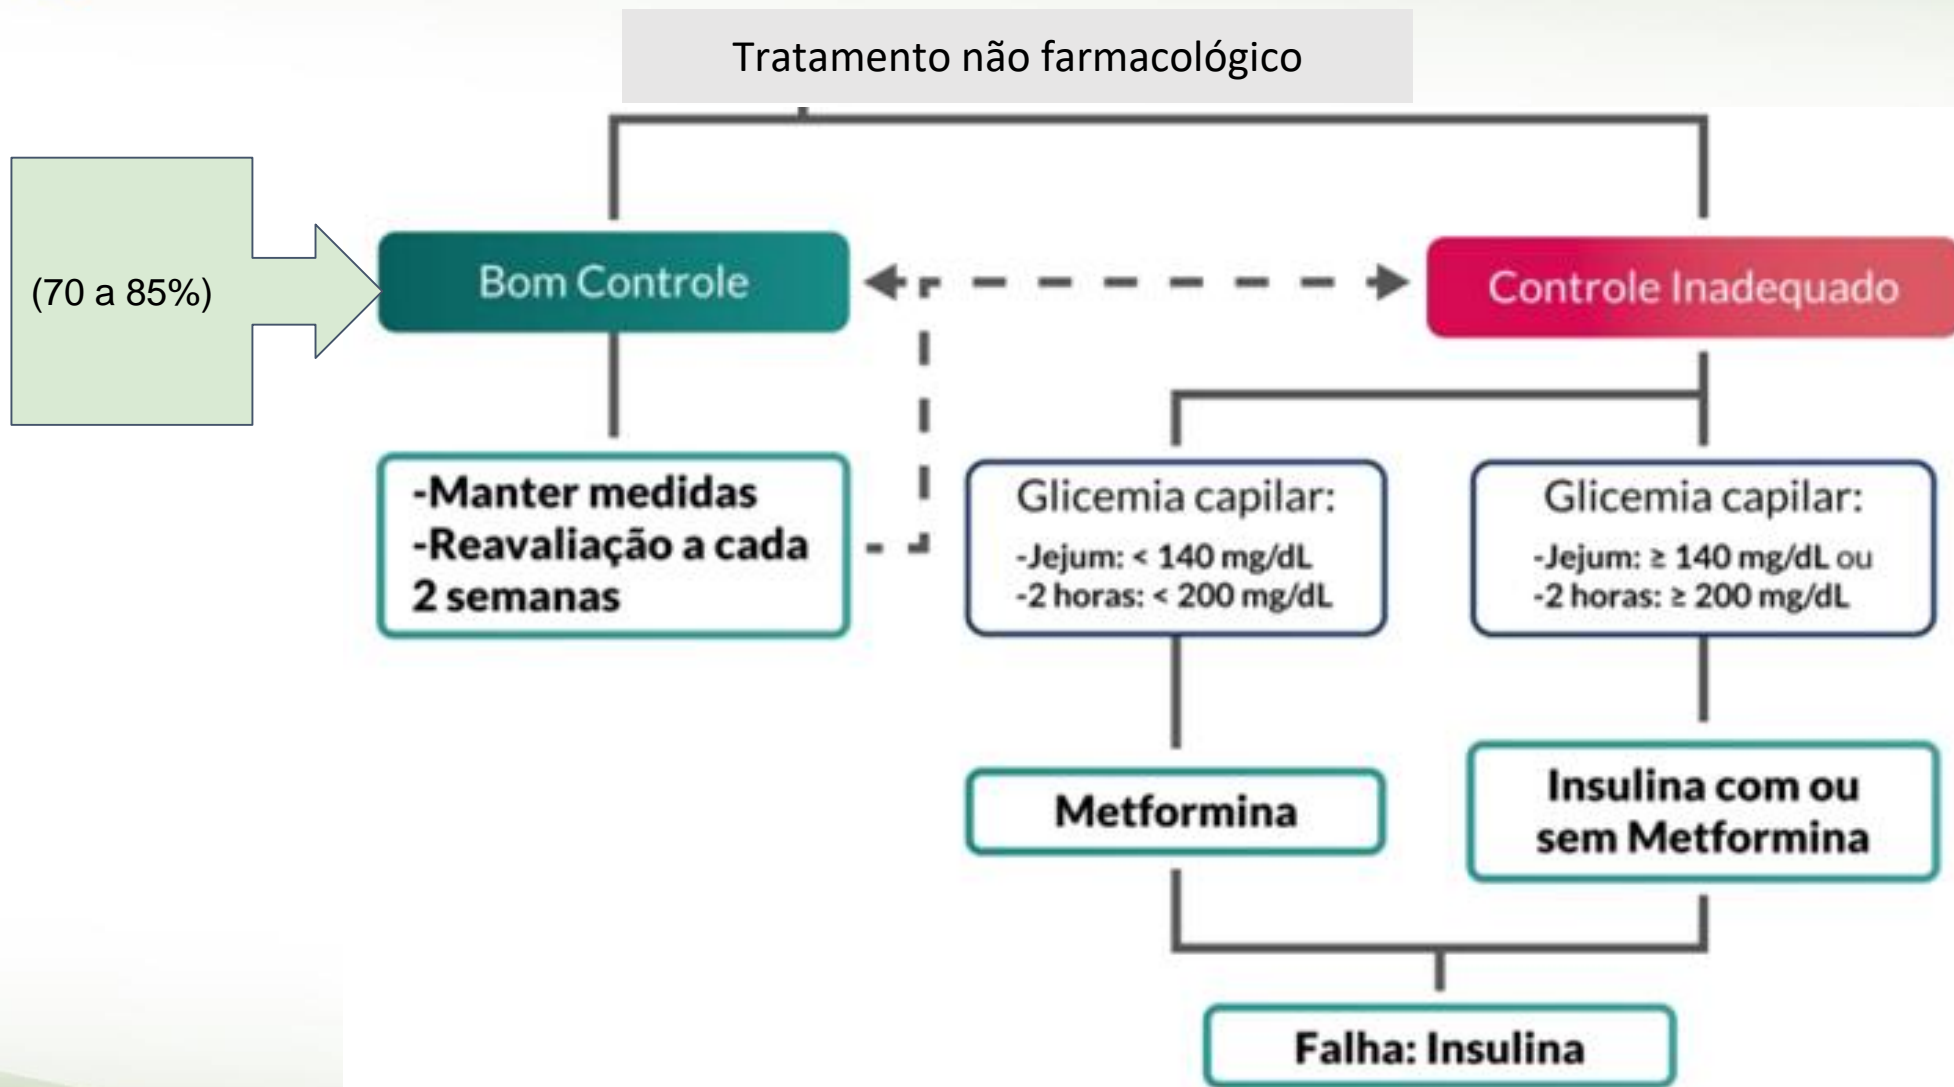 Tratamento não farmacológico
(70 a 85%)
Bom Controle
Controle Inadequado
-Manter medidas
-Reavaliação a cada
2 semanas
Glicemia capilar:
-Jejum: < 140 mg/dL
-2 horas: < 200 mg/dL
Glicemia capilar:
-Jejum: ≥ 140 mg/dL ou
-2 horas: ≥ 200 mg/dL
Metformina
Insulina com ou
sem Metformina
Falha: Insulina